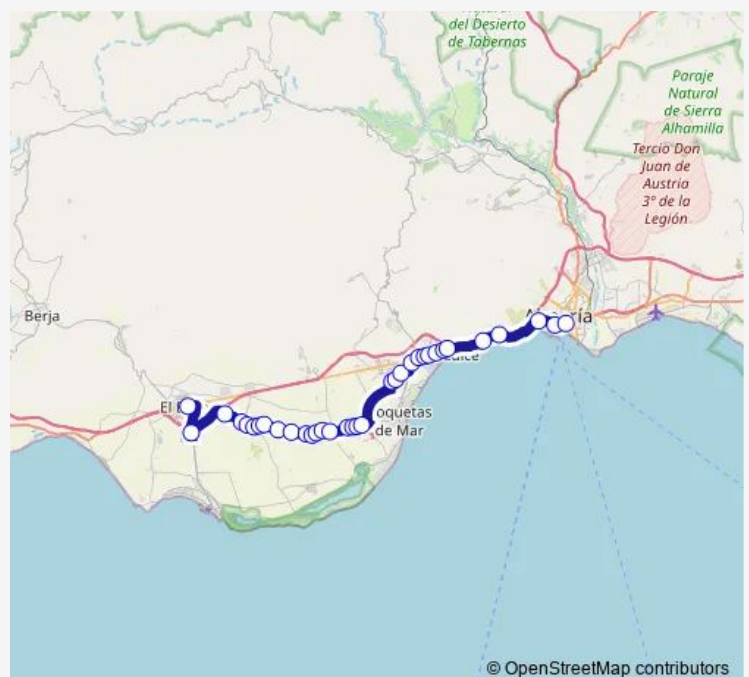 del Desierto
de Tabernas
Paraje
Natural
de Sierra
Alhamilla
Tercio Don
Juan de
Austria
3º de la
Legión
Berja
El
oquetas
de Mar
© OpenStreetMap contributors